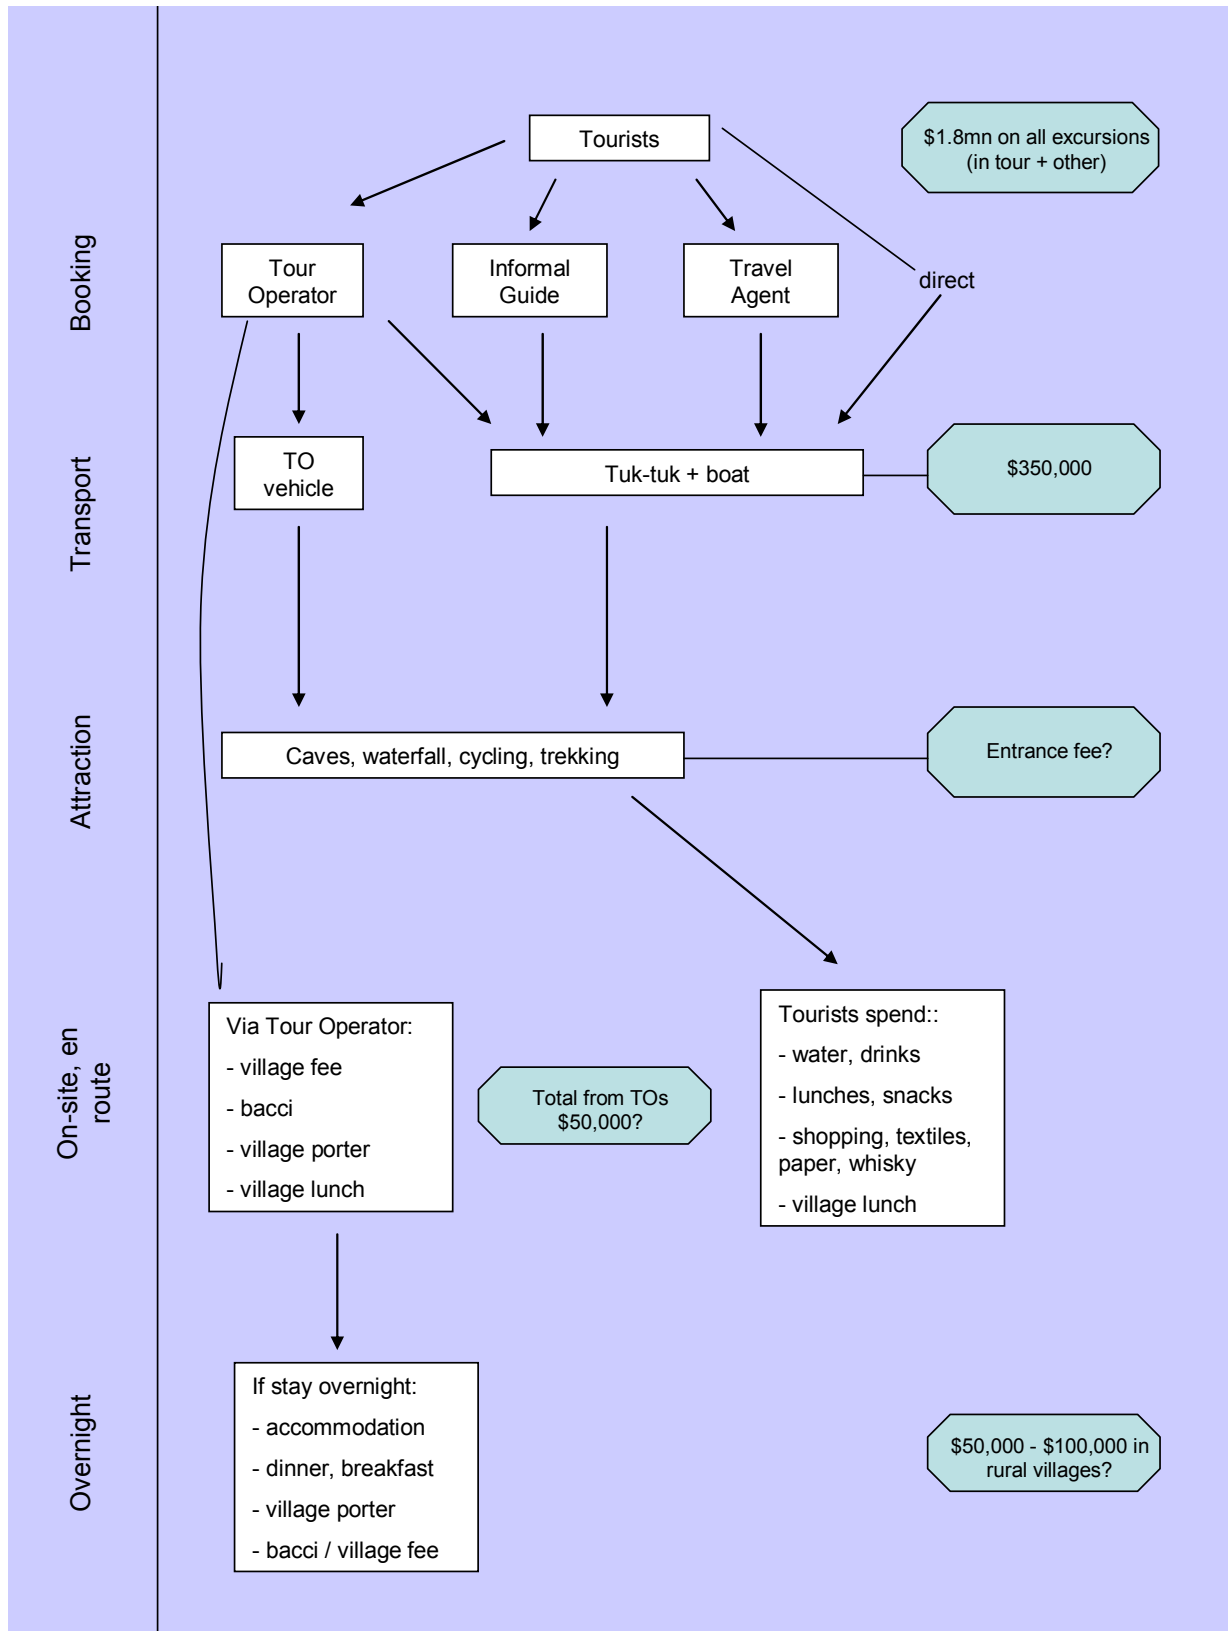 Tourists
$1.8mn on all excursions
(in tour + other)
Booking
Tour
Operator
Informal
Guide
Travel
Agent
direct
Transport
TO
vehicle
Tuk-tuk + boat
$350,000
Attraction
Caves, waterfall, cycling, trekking
Entrance fee?
On-site, en
route
Via Tour Operator:
- village fee
- bacci
- village porter
- village lunch
Total from TOs
$50,000?
Tourists spend::
- water, drinks
- lunches, snacks
- shopping, textiles,
paper, whisky
- village lunch
Overnight
If stay overnight:
- accommodation
- dinner, breakfast
- village porter
- bacci / village fee
$50,000 - $100,000 in
rural villages?